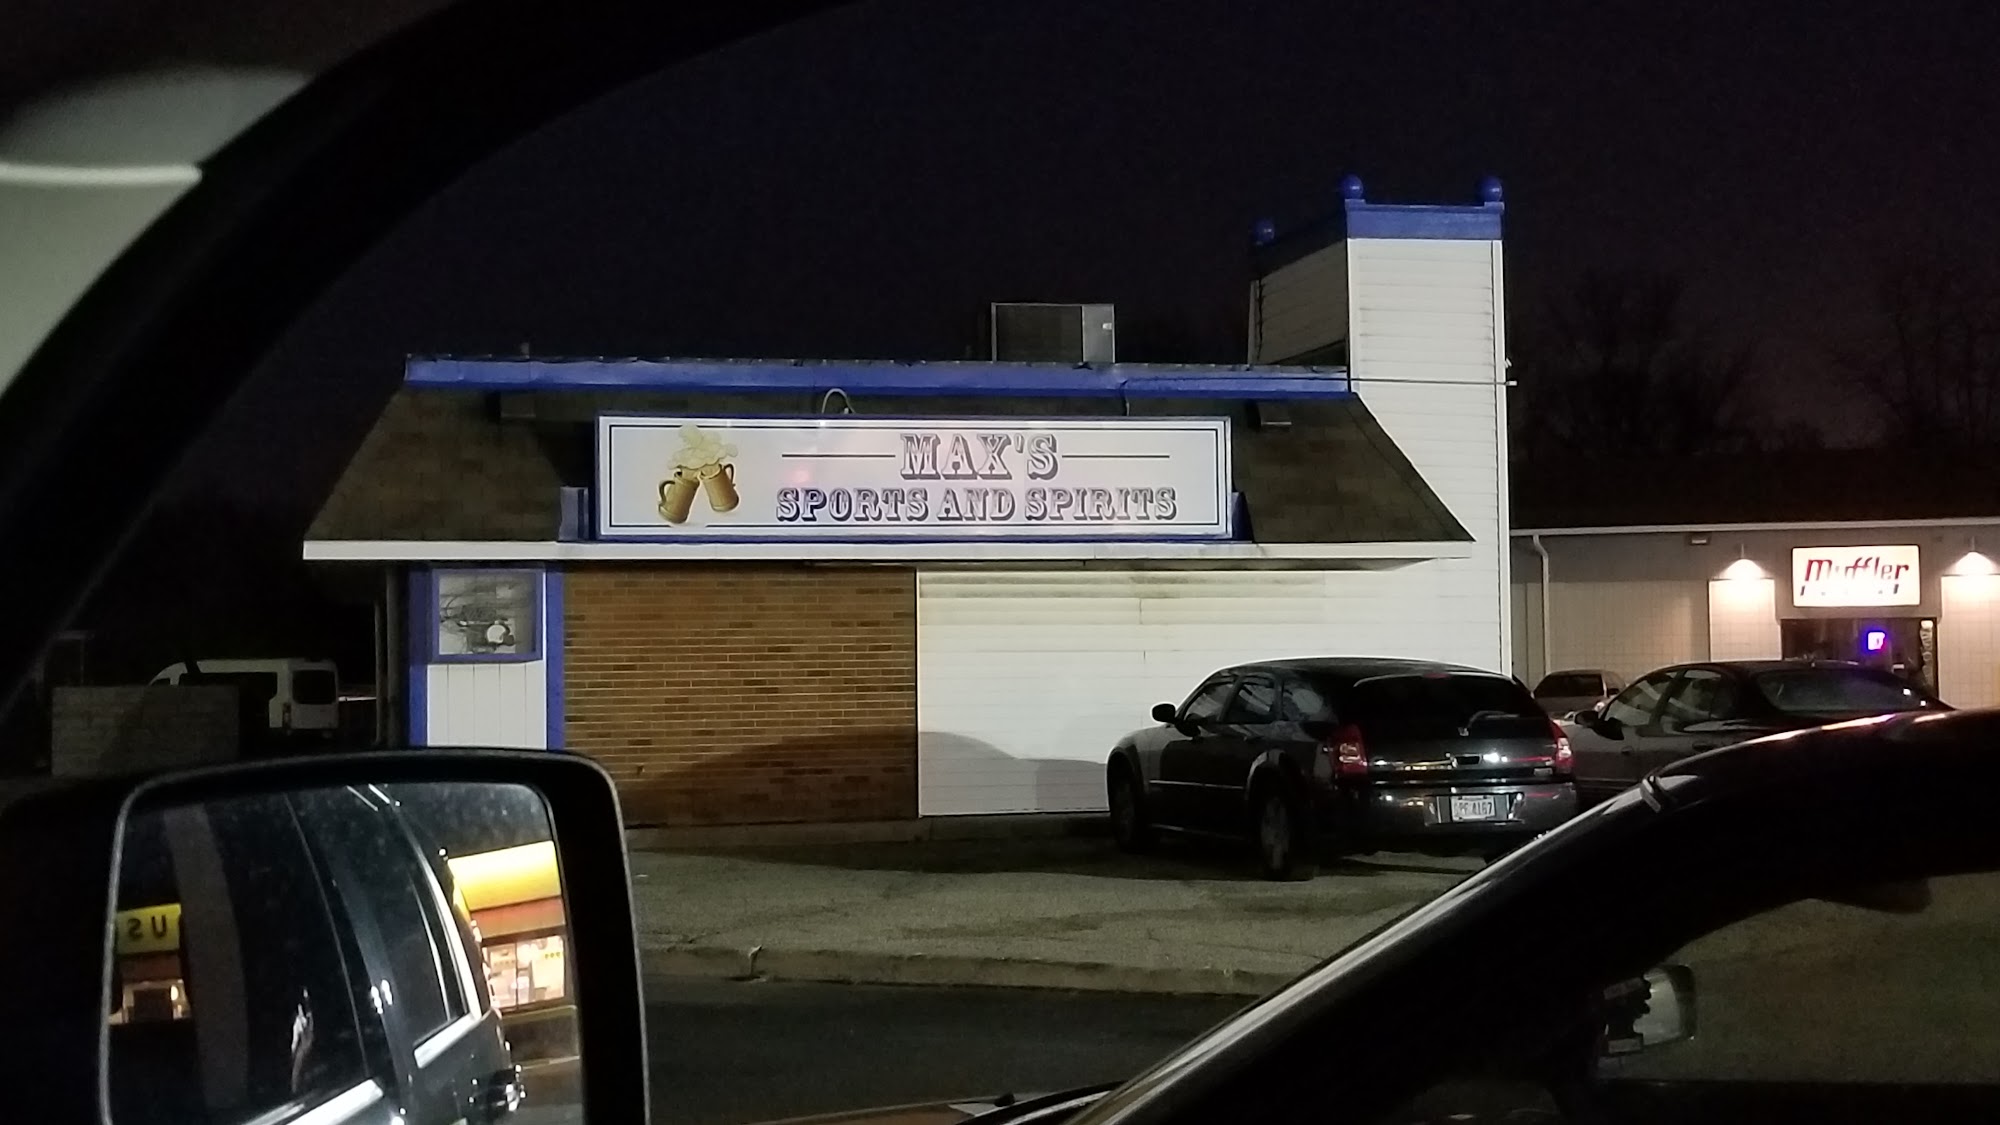 MAX'S
SPORTS AND SPIRITS
Muffler
U S